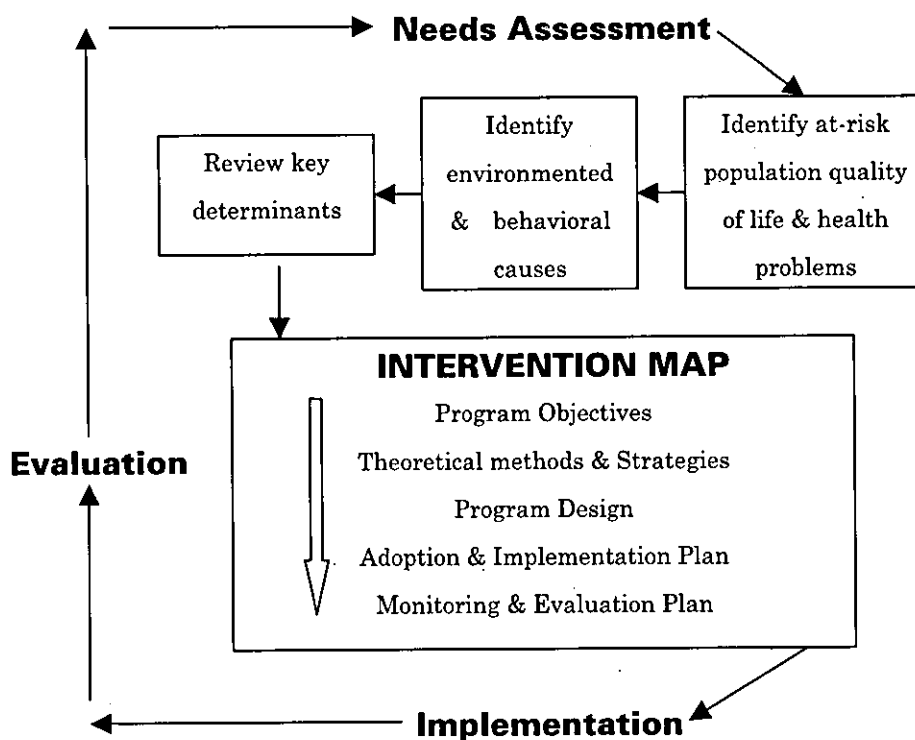 Needs Assessment
Identify at-risk
population quality
of life & health
problems
Identify
environmented
& behavioral
causes
Review key
determinants
INTERVENTION MAP
Program Objectives
Theoretical methods & Strategies
Program Design
Adoption & Implementation Plan
Monitoring & Evaluation Plan
Implementation
Evaluation